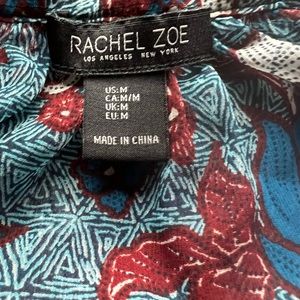 RACHEL ZOE
LOS ANGELES NEW YORK
US:M
CA:M/M
UK:M
EU:M
MADE IN CHINA